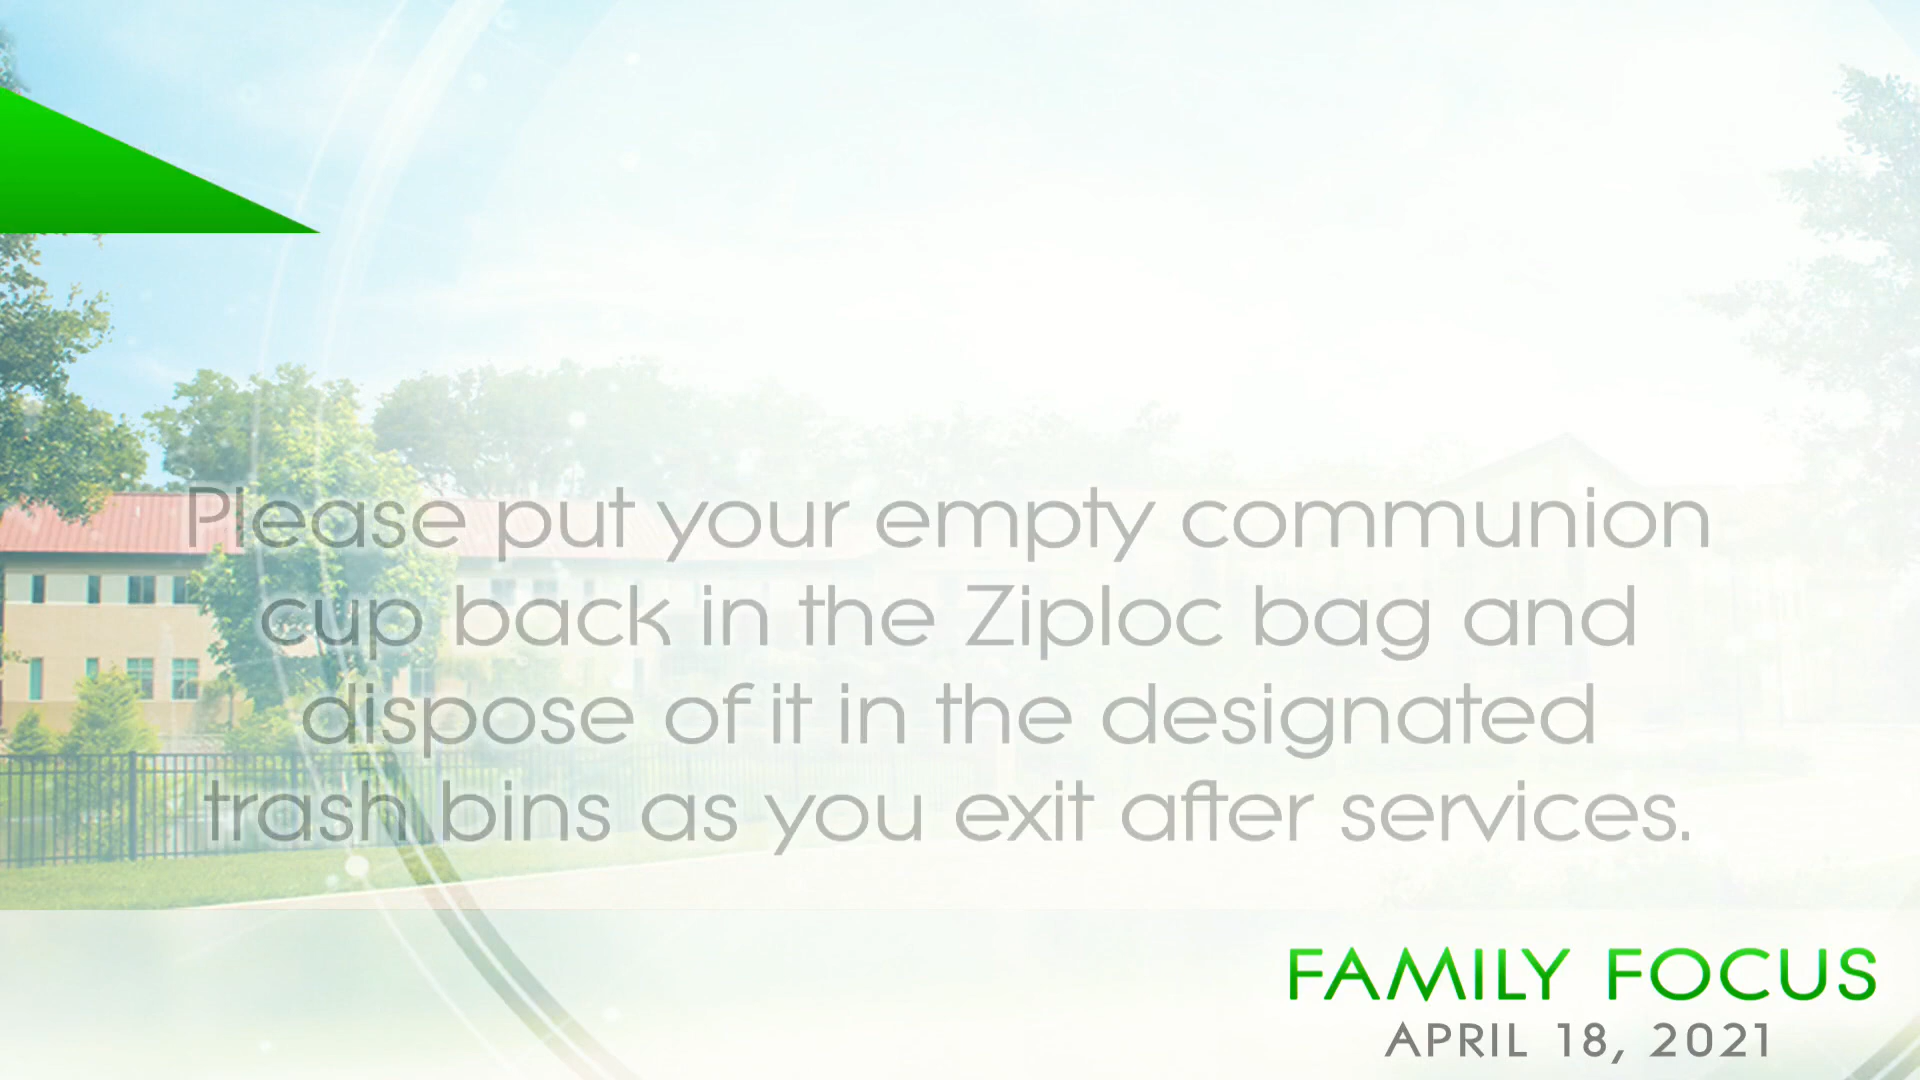 Please put your empty communion
cup back in the Ziploc bag and
dispose of it in the designated
trash bins as you exit after services.
FAMILY FOCUS
APRIL 18, 2021